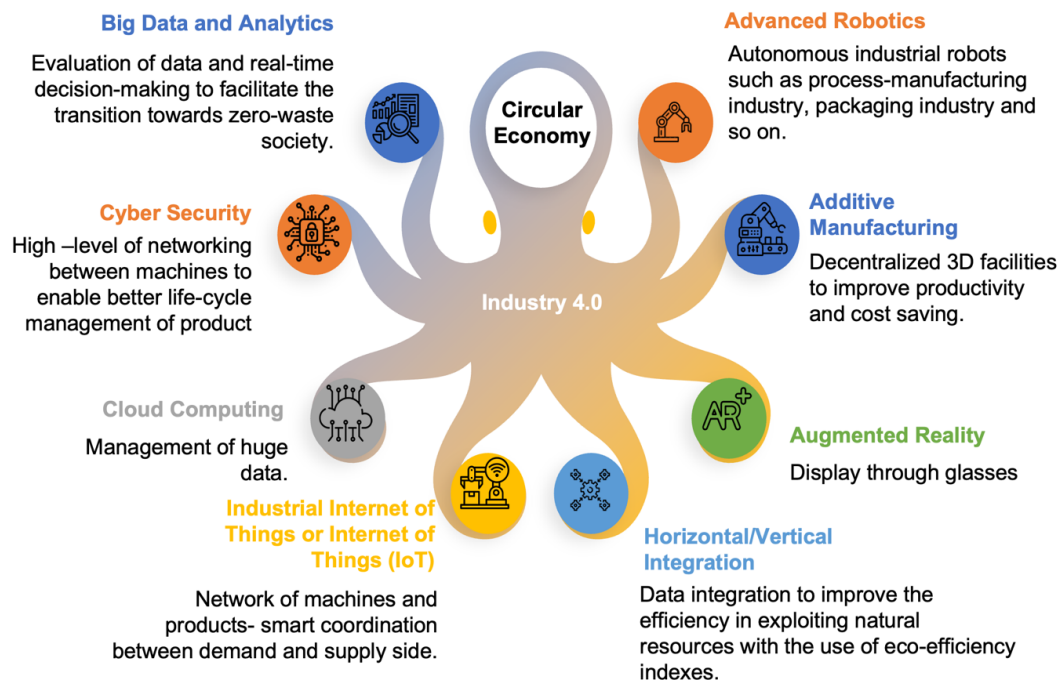 Big Data and Analytics
Evaluation of data and real-time
decision-making to facilitate the
transition towards zero-waste
society.
Cyber Security
High –level of networking
between machines to
enable better life-cycle
management of product
Cloud Computing
Management of huge
data.
Industrial Internet of
Things or Internet of
Things (IoT)
Network of machines and
products- smart coordination
between demand and supply side.
Circular
Economy
Industry 4.0
Advanced Robotics
Autonomous industrial robots
such as process-manufacturing
industry, packaging industry and
so on.
Additive
Manufacturing
Decentralized 3D facilities
to improve productivity
and cost saving.
AR+
Augmented Reality
Display through glasses
Horizontal/Vertical
Integration
Data integration to improve the
efficiency in exploiting natural
resources with the use of eco-efficiency
indexes.